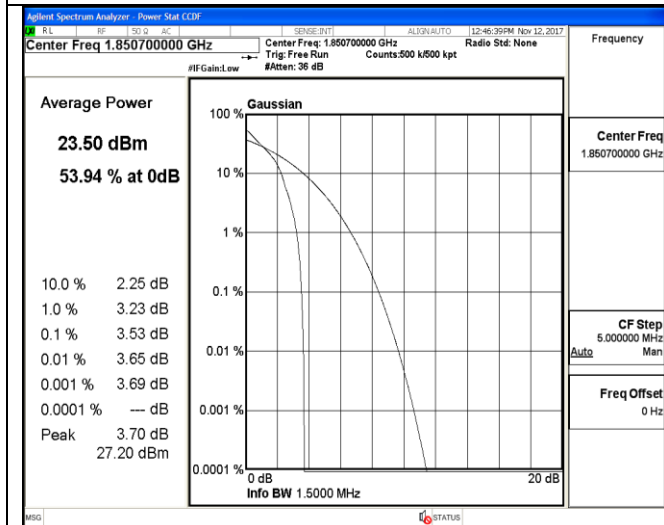 Agilent Spectrum Analyzer - Power Stat CCDF
RL RF 50 Ω AC SENSE:INT ALIGNAUTO 12:46:39PM Nov 12, 2017
Center Freq 1.850700000 GHz
Center Freq: 1.850700000 GHz Radio Std: None
Trig: Free Run Counts:500 k/500 kpt
#IFGain:Low #Atten: 36 dB
Frequency
Average Power
23.50 dBm
53.94 % at 0dB
10.0 % 2.25 dB
1.0 % 3.23 dB
0.1 % 3.53 dB
0.01 % 3.65 dB
0.001 % 3.69 dB
0.0001 % --- dB
Peak 3.70 dB
27.20 dBm
Gaussian
100 %
10 %
1 %
0.1 %
0.01 %
0.001 %
0.0001 %
0 dB 20 dB
Info BW 1.5000 MHz
Center Freq
1.850700000 GHz
CF Step
5.000000 MHz
Auto Man
Freq Offset
0 Hz
MSG STATUS